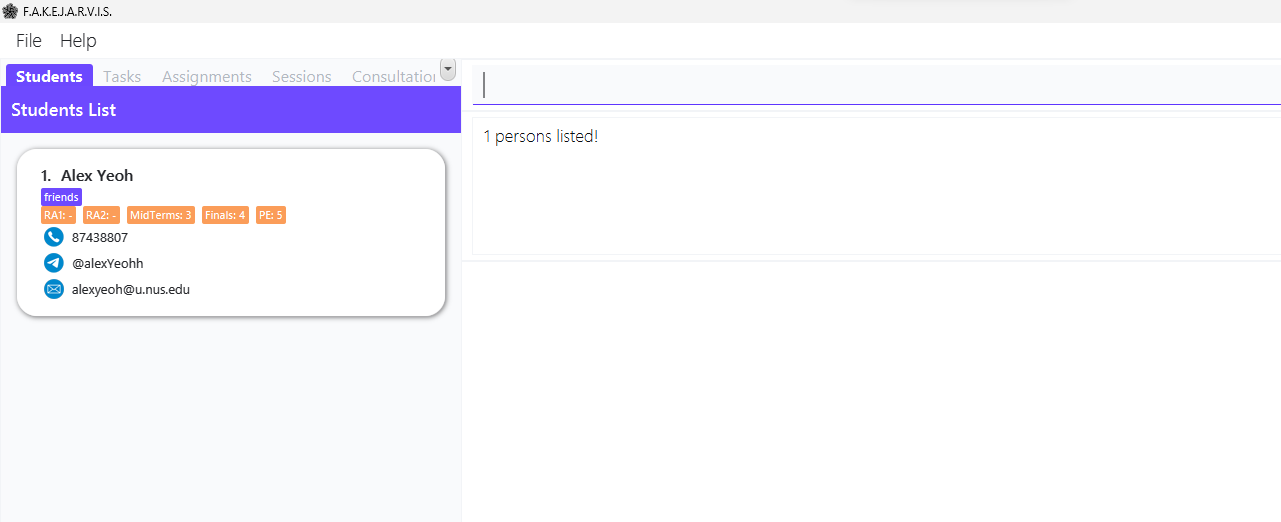 F.A.K.E.J.A.R.V.I.S.
File Help
Students Tasks Assignments Sessions Consultation
Students List
1. Alex Yeoh
friends
RA1: - RA2: - MidTerms: 3 Finals: 4 PE: 5
87438807
@alexYeohh
alexyeoh@u.nus.edu
1 persons listed!